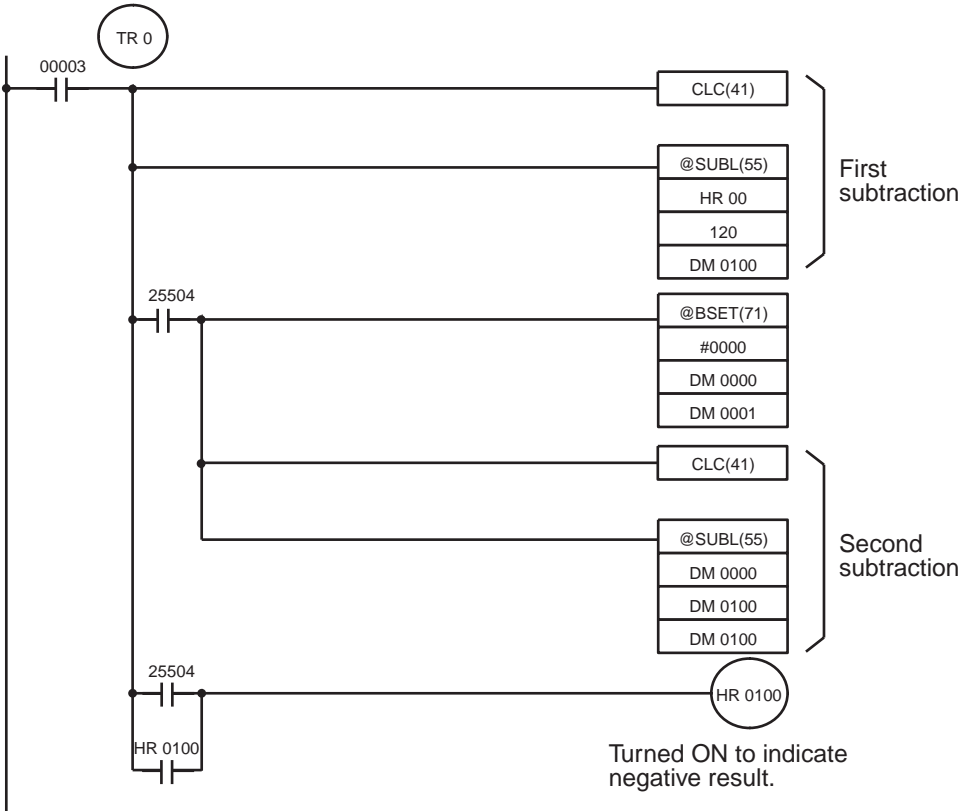 TR 0
00003
CLC(41)
@SUBL(55)
HR 00
120
DM 0100
First
subtraction
25504
@BSET(71)
#0000
DM 0000
DM 0001
CLC(41)
@SUBL(55)
DM 0000
DM 0100
DM 0100
Second
subtraction
25504
HR 0100
HR 0100
Turned ON to indicate
negative result.